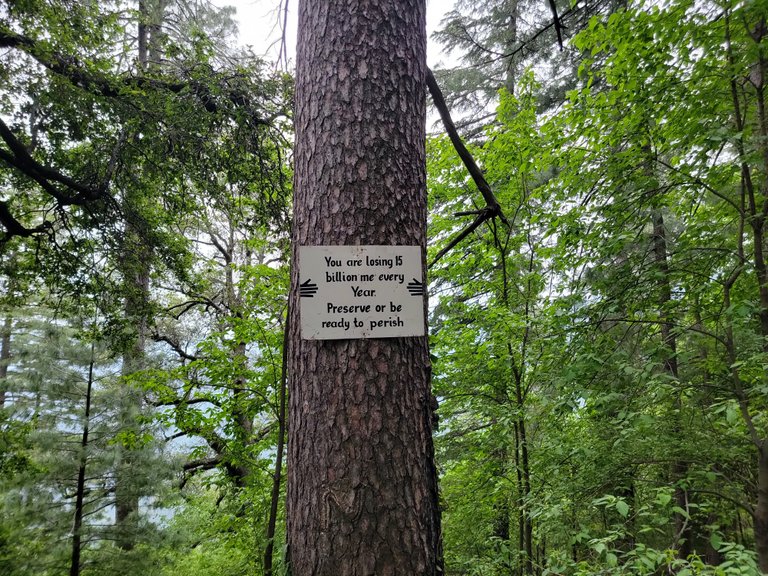 You are losing 15
billion me every
Year.
Preserve or be
ready to perish